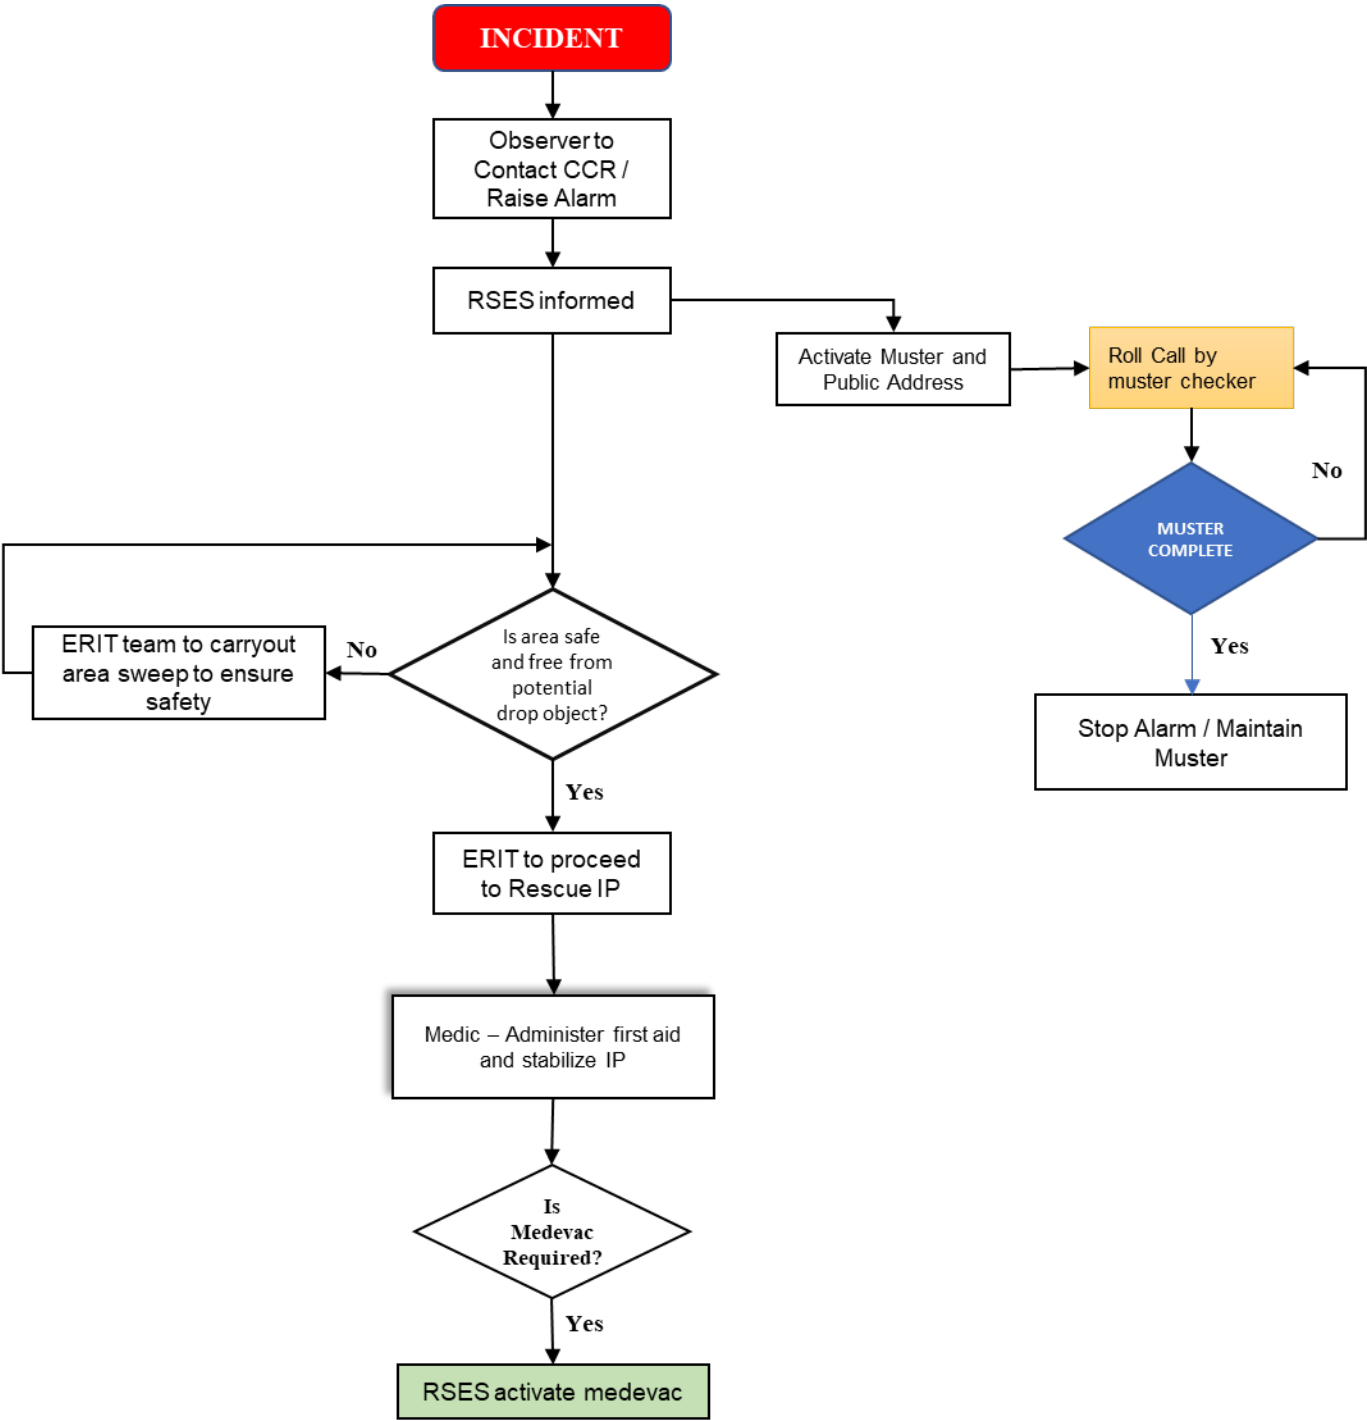 INCIDENT
Observer to
Contact CCR /
Raise Alarm
RSES informed
Activate Muster and
Public Address
Roll Call by
muster checker
No
MUSTER
COMPLETE
Yes
Stop Alarm / Maintain
Muster
Is area safe
and free from
potential
drop object?
No
ERIT team to carryout
area sweep to ensure
safety
Yes
ERIT to proceed
to Rescue IP
Medic – Administer first aid
and stabilize IP
Is
Medevac
Required?
Yes
RSES activate medevac